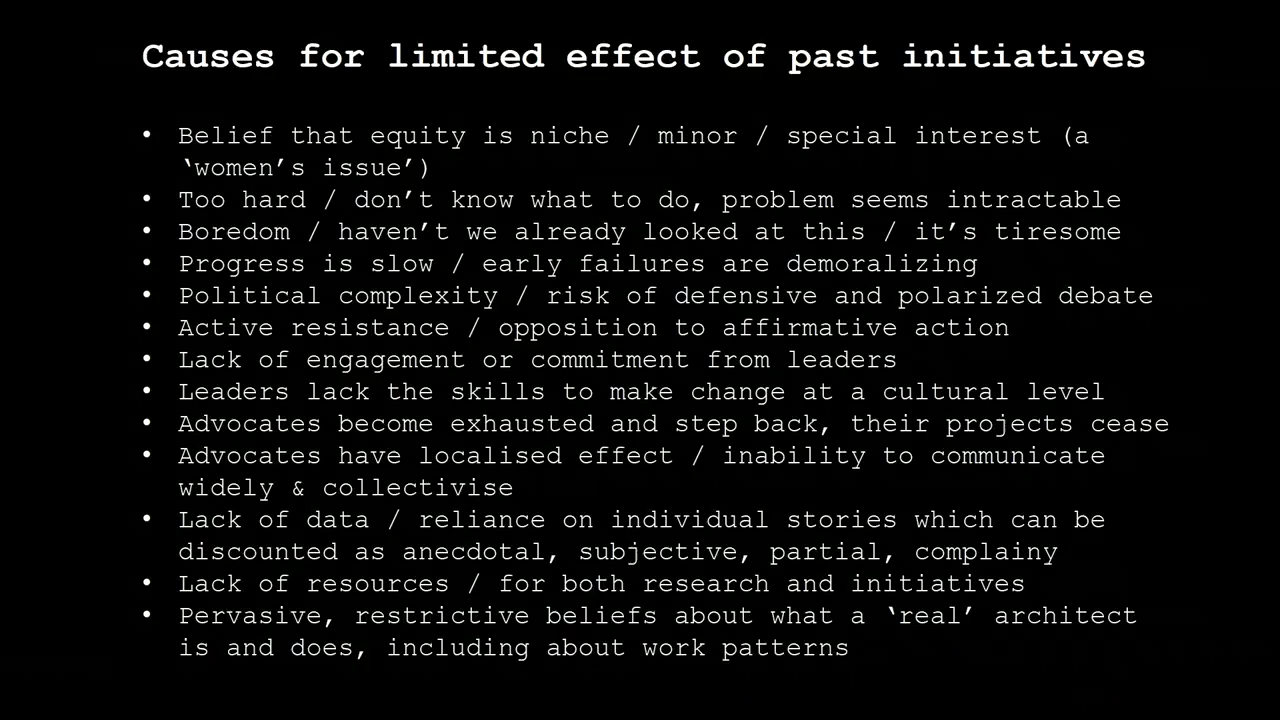 Causes for limited effect of past initiatives
• Belief that equity is niche / minor / special interest (a
‘women’s issue’)
• Too hard / don’t know what to do, problem seems intractable
• Boredom / haven’t we already looked at this / it’s tiresome
• Progress is slow / early failures are demoralizing
• Political complexity / risk of defensive and polarized debate
• Active resistance / opposition to affirmative action
• Lack of engagement or commitment from leaders
• Leaders lack the skills to make change at a cultural level
• Advocates become exhausted and step back, their projects cease
• Advocates have localised effect / inability to communicate
widely & collectivise
• Lack of data / reliance on individual stories which can be
discounted as anecdotal, subjective, partial, complainy
• Lack of resources / for both research and initiatives
• Pervasive, restrictive beliefs about what a ‘real’ architect
is and does, including about work patterns